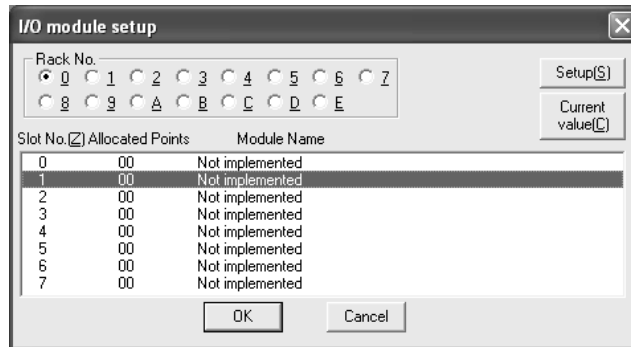 I/O module setup
Rack No.
0 1 2 3 4 5 6 7
8 9 A B C D E
Setup(S)
Current
value(C)
Slot No.(Z) Allocated Points Module Name
0 00 Not implemented
1 00 Not implemented
2 00 Not implemented
3 00 Not implemented
4 00 Not implemented
5 00 Not implemented
6 00 Not implemented
7 00 Not implemented
OK Cancel